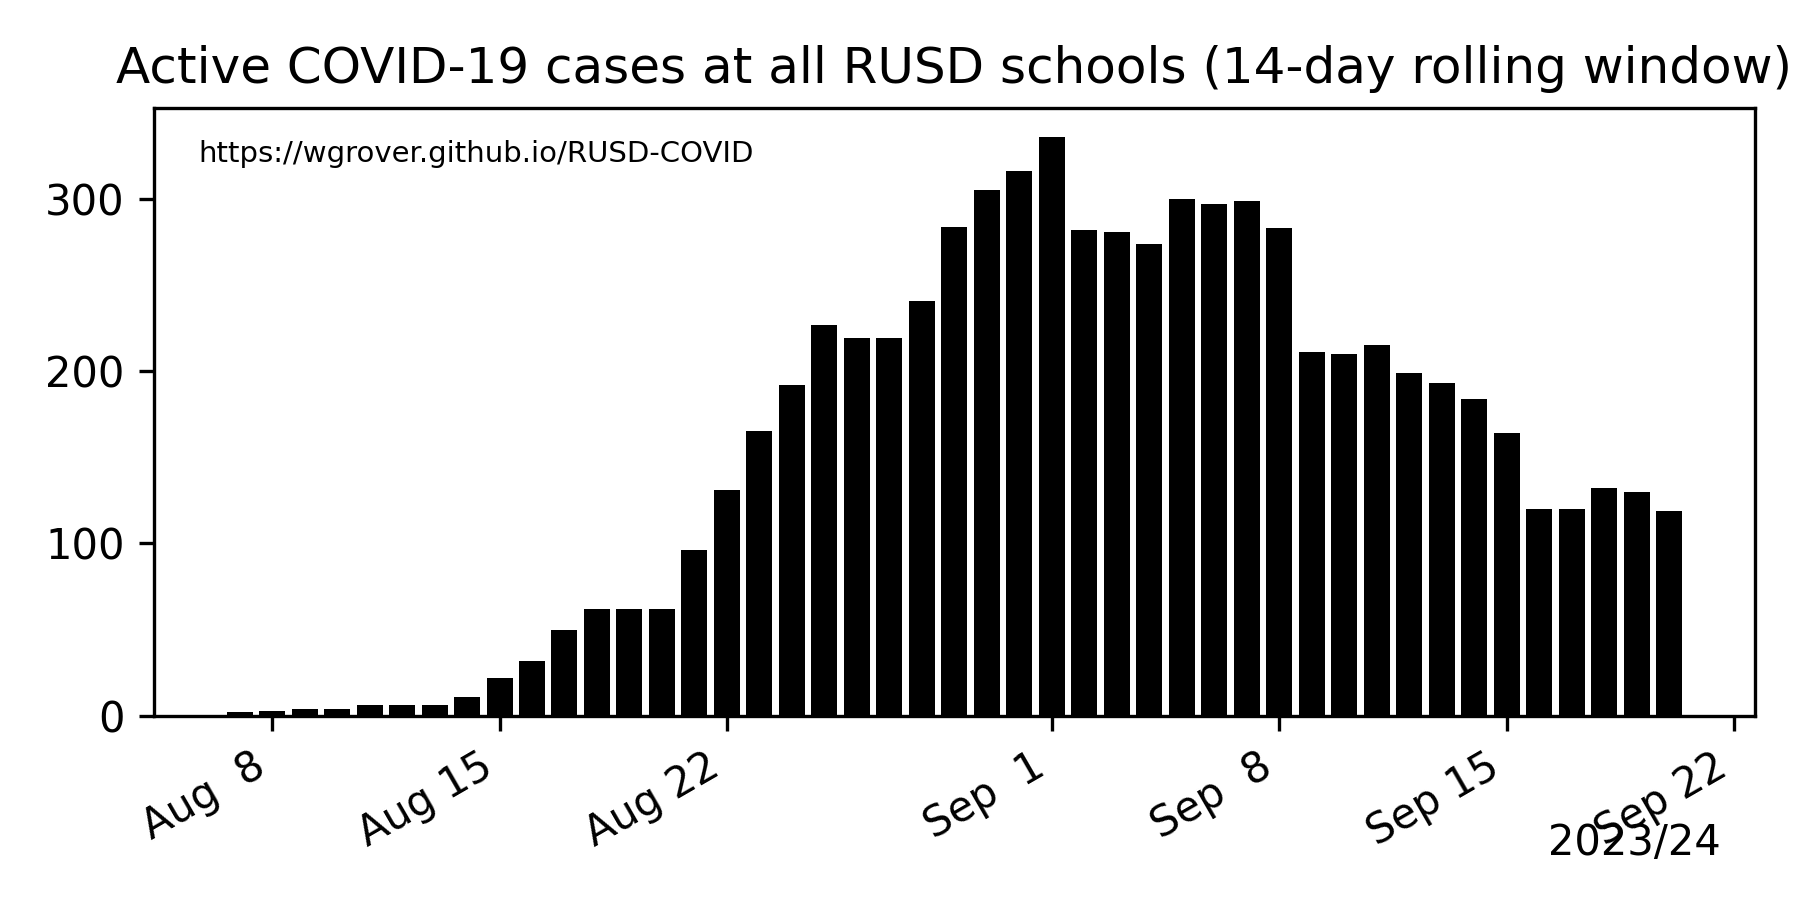 Active COVID-19 cases at all RUSD schools (14-day rolling window)
https://wgrover.github.io/RUSD-COVID
300
200
100
0
Aug 8
Aug 15
Aug 22
Sep 1
Sep 8
Sep 15
Sep 22
2023/24